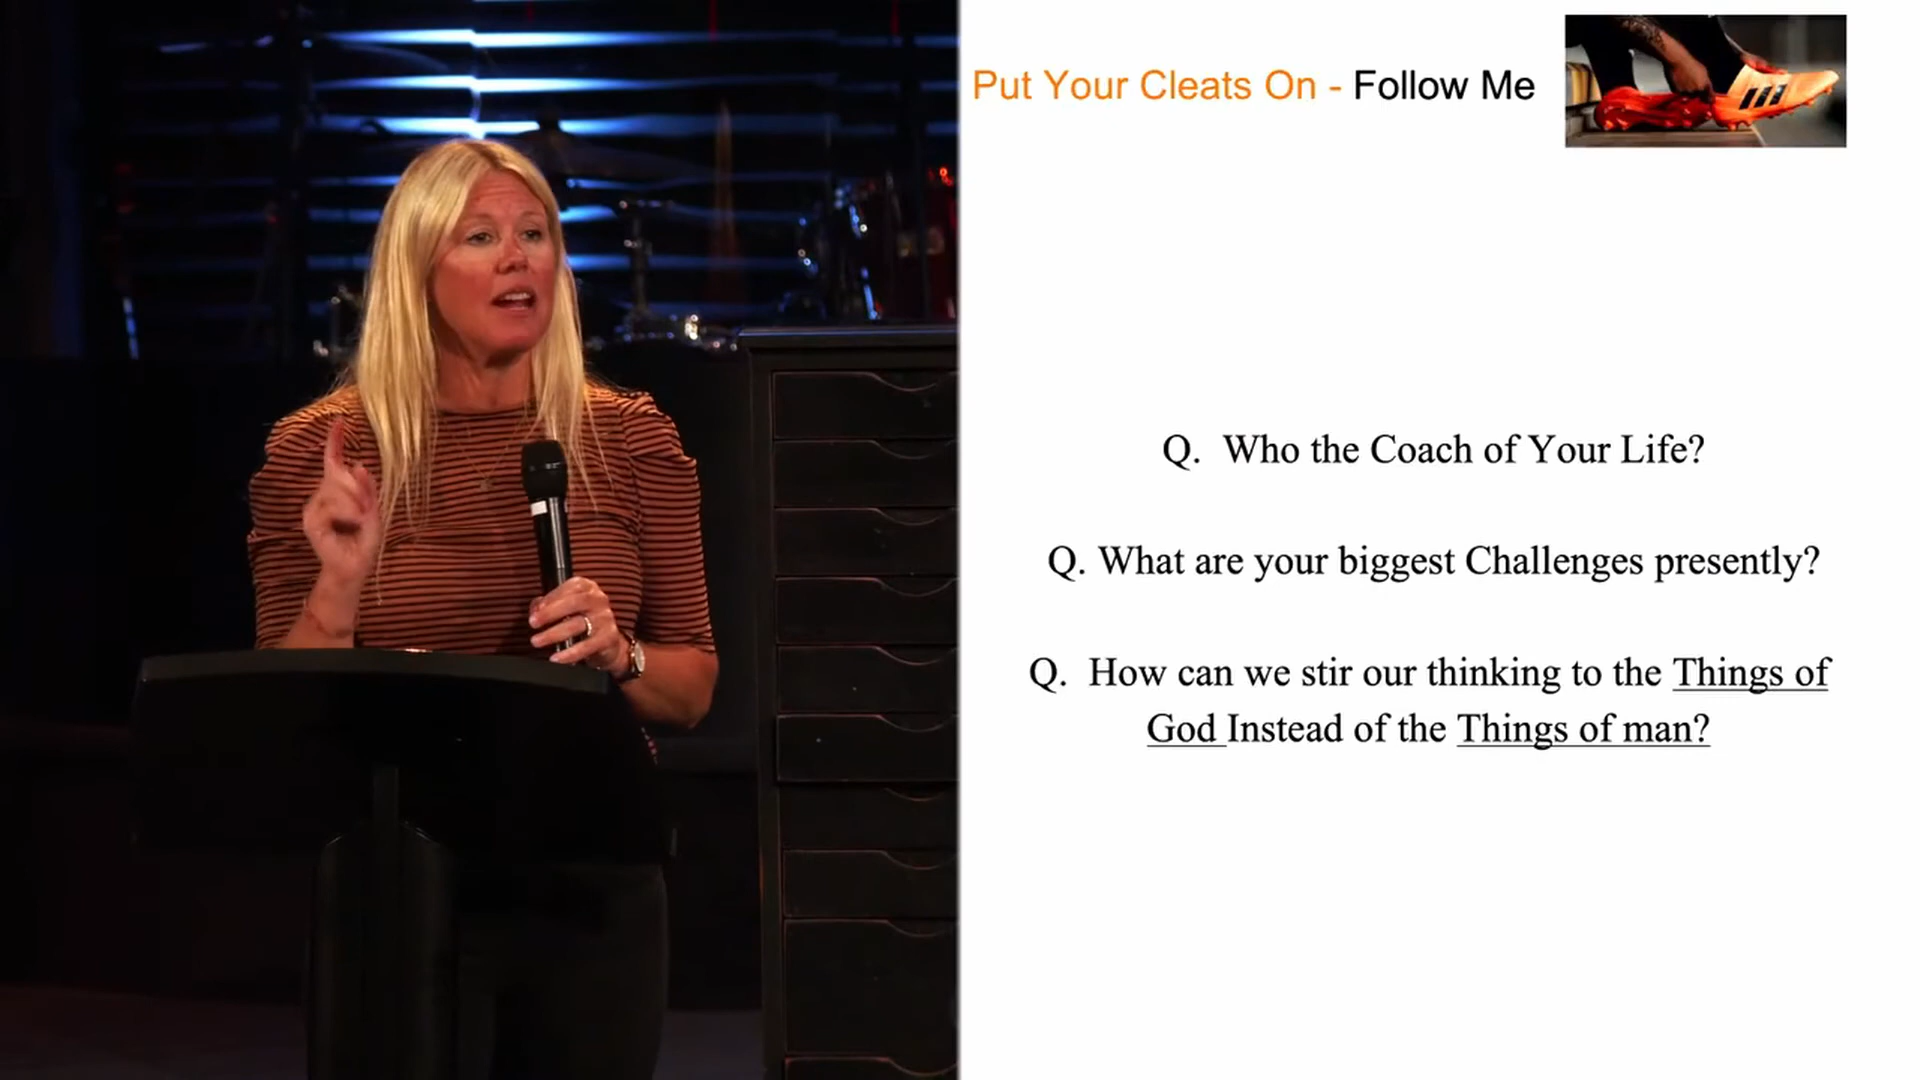 Put Your Cleats On - Follow Me
Q. Who the Coach of Your Life?
Q. What are your biggest Challenges presently?
Q. How can we stir our thinking to the Things of
God Instead of the Things of man?